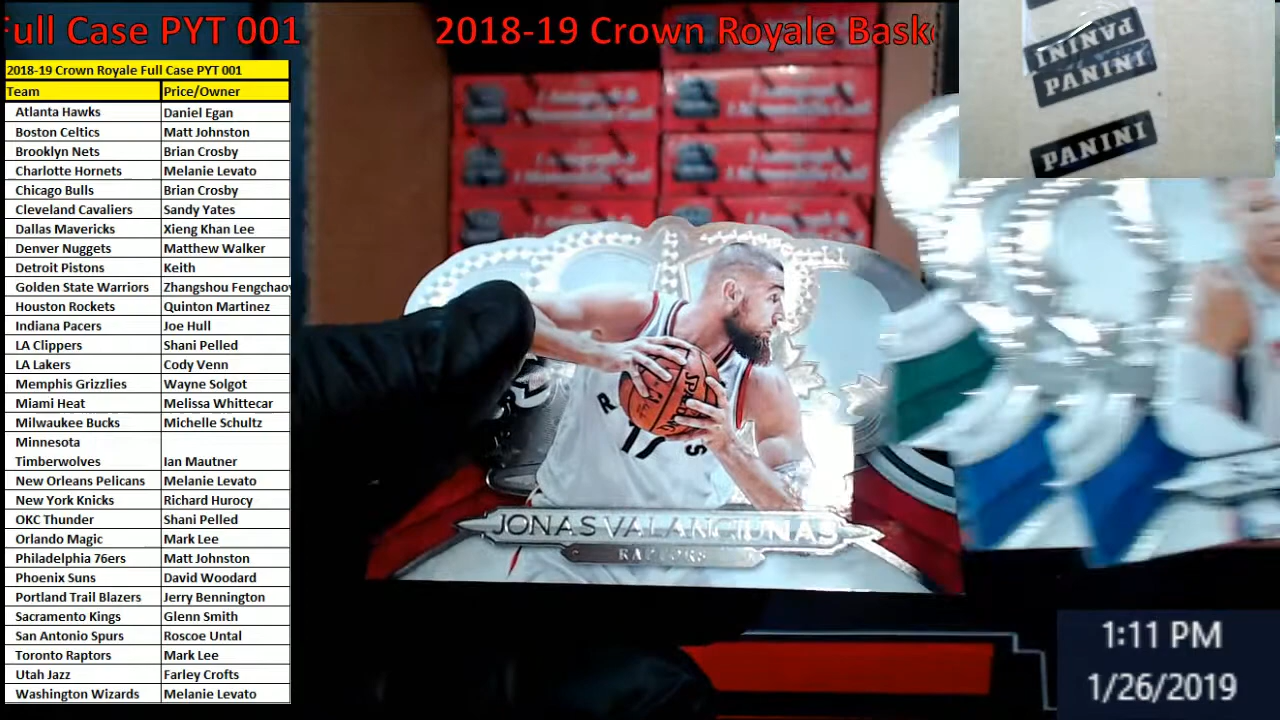 Full Case PYT 001
2018-19 Crown Royale Bask
2018-19 Crown Royale Full Case PYT 001
Team Price/Owner
Atlanta Hawks Daniel Egan
Boston Celtics Matt Johnston
Brooklyn Nets Brian Crosby
Charlotte Hornets Melanie Levato
Chicago Bulls Brian Crosby
Cleveland Cavaliers Sandy Yates
Dallas Mavericks Xieng Khan Lee
Denver Nuggets Matthew Walker
Detroit Pistons Keith
Golden State Warriors Zhangshou Fengchaov
Houston Rockets Quinton Martinez
Indiana Pacers Joe Hull
LA Clippers Shani Pelled
LA Lakers Cody Venn
Memphis Grizzlies Wayne Solgot
Miami Heat Melissa Whittecar
Milwaukee Bucks Michelle Schultz
Minnesota
Timberwolves Ian Mautner
New Orleans Pelicans Melanie Levato
New York Knicks Richard Hurocy
OKC Thunder Shani Pelled
Orlando Magic Mark Lee
Philadelphia 76ers Matt Johnston
Phoenix Suns David Woodard
Portland Trail Blazers Jerry Bennington
Sacramento Kings Glenn Smith
San Antonio Spurs Roscoe Untal
Toronto Raptors Mark Lee
Utah Jazz Farley Crofts
Washington Wizards Melanie Levato
PANINI
PANINI
PANINI
JONAS VALANCIUNAS
RAPTORS
1:11 PM
1/26/2019